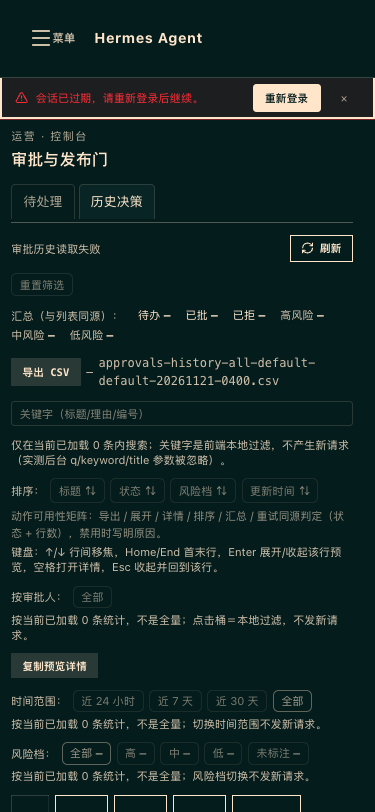 菜单 Hermes Agent
会话已过期，请重新登录后继续。 重新登录 ×
运营 · 控制台
审批与发布门
待处理 历史决策
审批历史读取失败 刷新
重置筛选
汇总（与列表同源）： 待办 — 已批 — 已拒 — 高风险 —
中风险 — 低风险 —
导出 CSV — approvals-history-all-default-
default-20261121-0400.csv
关键字（标题/理由/编号）
仅在当前已加载 0 条内搜索；关键字是前端本地过滤，不产生新请求
（实测后台 q/keyword/title 参数被忽略）。
排序： 标题 ⇅ 状态 ⇅ 风险档 ⇅ 更新时间 ⇅
动作可用性矩阵：导出 / 展开 / 详情 / 排序 / 汇总 / 重试同源判定（状
态 + 行数），禁用时写明原因。
键盘：↑/↓ 行间移焦，Home/End 首末行，Enter 展开/收起该行预
览，空格打开详情，Esc 收起并回到该行。
按审批人： 全部
按当前已加载 0 条统计，不是全量；点击桶＝本地过滤，不发新请
求。
复制预览详情
时间范围： 近 24 小时 近 7 天 近 30 天 全部
按当前已加载 0 条统计，不是全量；切换时间范围不发新请求。
风险档： 全部 — 高 — 中 — 低 — 未标注 —
按当前已加载 0 条统计，不是全量；风险档切换不发新请求。